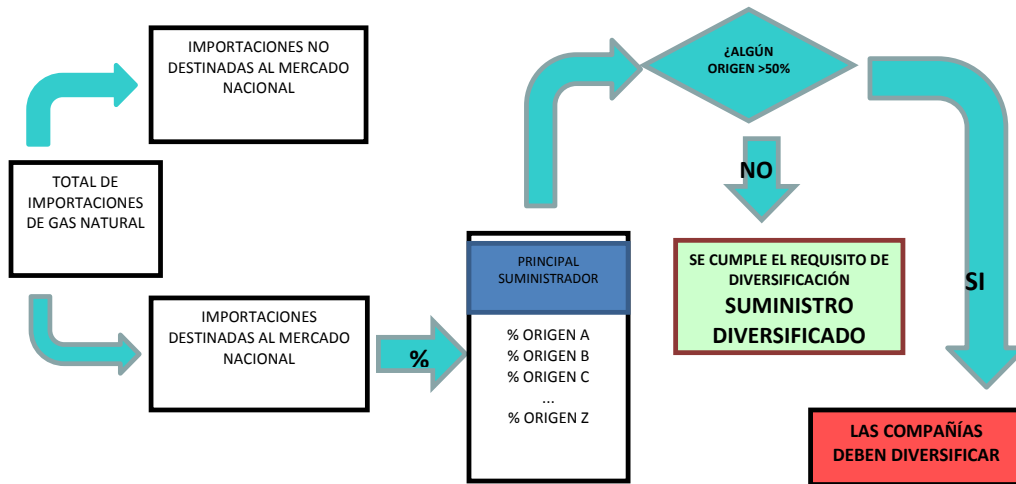 IMPORTACIONES NO
DESTINADAS AL MERCADO
NACIONAL
TOTAL DE
IMPORTACIONES
DE GAS NATURAL
IMPORTACIONES
DESTINADAS AL MERCADO
NACIONAL
%
PRINCIPAL
SUMINISTRADOR
% ORIGEN A
% ORIGEN B
% ORIGEN C
...
% ORIGEN Z
¿ALGÚN
ORIGEN >50%
NO
SE CUMPLE EL REQUISITO DE
DIVERSIFICACIÓN
SUMINISTRO
DIVERSIFICADO
SI
LAS COMPAÑÍAS
DEBEN DIVERSIFICAR